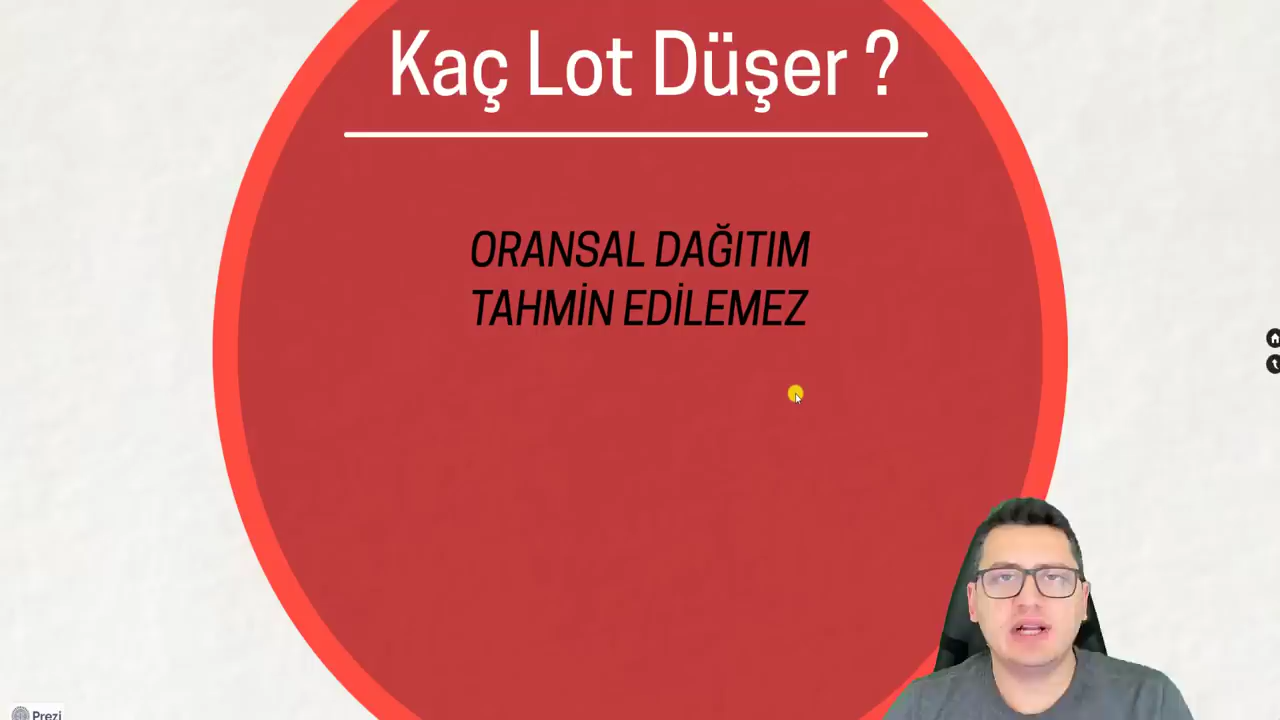 Kaç Lot Düşer ?
ORANSAL DAĞITIM
TAHMİN EDİLEMEZ
Prezi